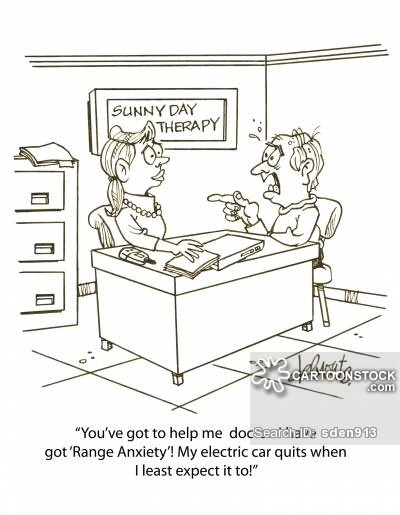 SUNNY DAY
THERAPY
CARTOONSTOCK
.com
Search ID: sden913
"You've got to help me doc
got 'Range Anxiety'! My electric car quits when
I least expect it to!"